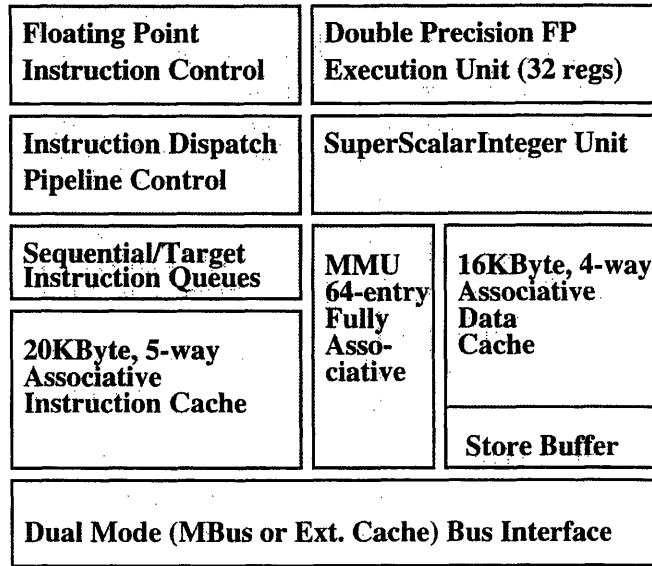 Floating Point
Instruction Control
Double Precision FP
Execution Unit (32 regs)
Instruction Dispatch
Pipeline Control
SuperScalarInteger Unit
Sequential/Target
Instruction Queues
20KByte, 5-way
Associative
Instruction Cache
MMU
64-entry
Fully
Asso-
ciative
16KByte, 4-way
Associative
Data
Cache
Store Buffer
Dual Mode (MBus or Ext. Cache) Bus Interface